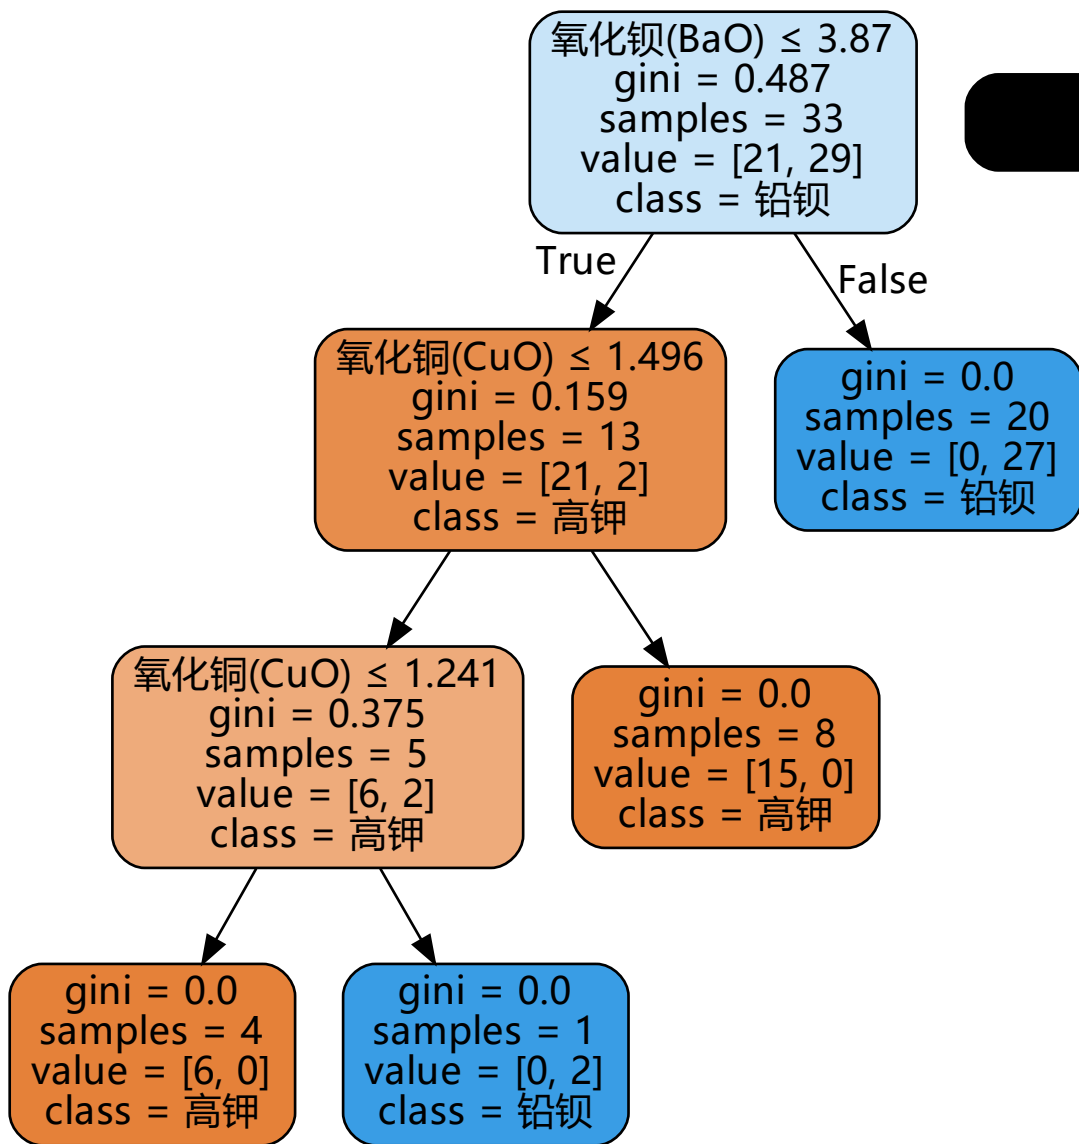 氧化钡(BaO) ≤ 3.87
gini = 0.487
samples = 33
value = [21, 29]
class = 铅钡
True
False
氧化铜(CuO) ≤ 1.496
gini = 0.159
samples = 13
value = [21, 2]
class = 高钾
gini = 0.0
samples = 20
value = [0, 27]
class = 铅钡
氧化铜(CuO) ≤ 1.241
gini = 0.375
samples = 5
value = [6, 2]
class = 高钾
gini = 0.0
samples = 8
value = [15, 0]
class = 高钾
gini = 0.0
samples = 4
value = [6, 0]
class = 高钾
gini = 0.0
samples = 1
value = [0, 2]
class = 铅钡